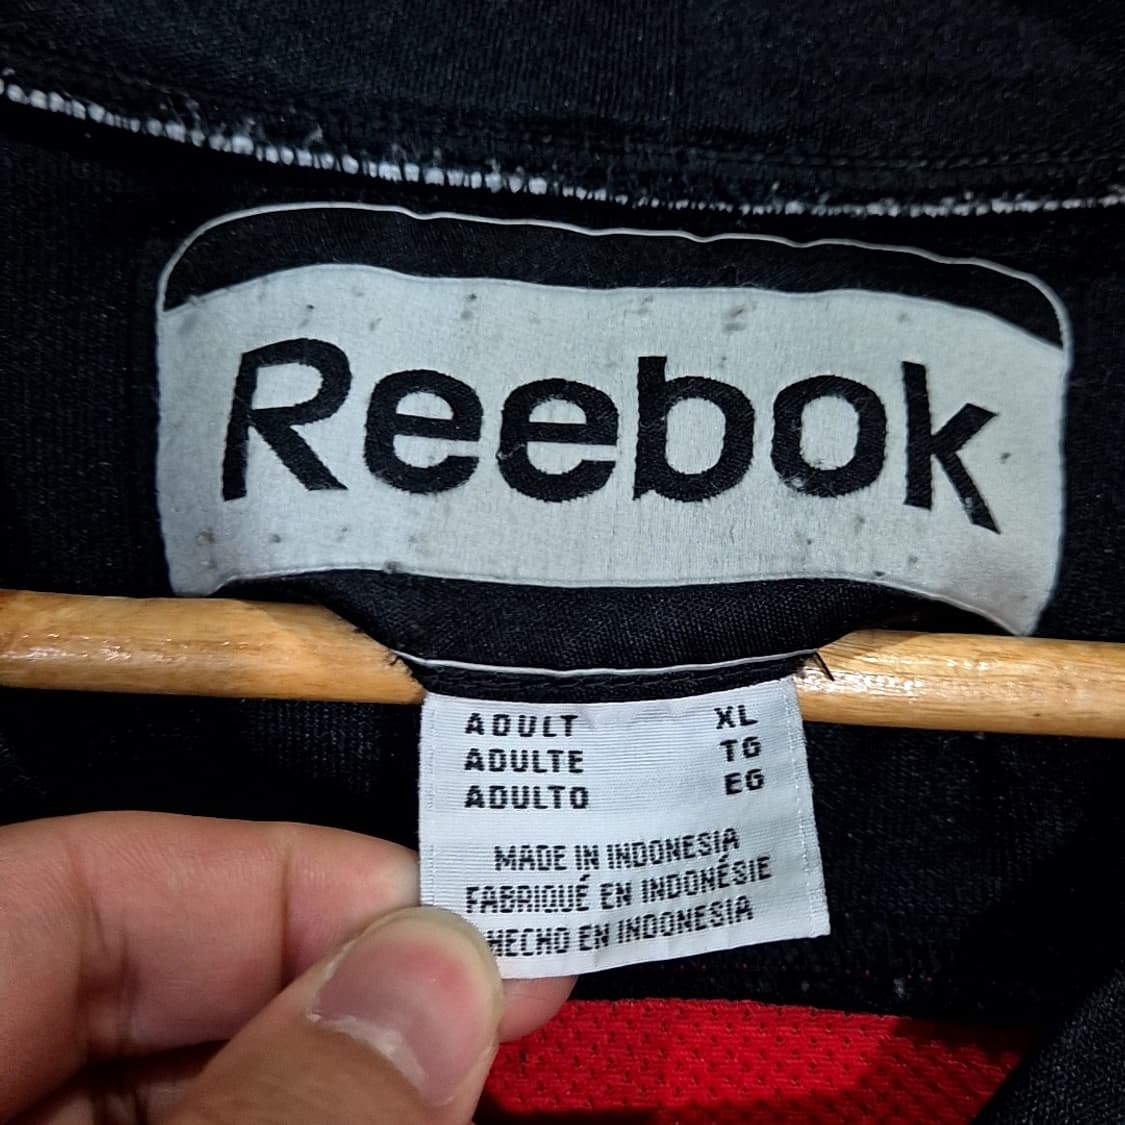 Reebok
ADULT XL
ADULTE TG
ADULTO EG
MADE IN INDONESIA
FABRIQUÉ EN INDONÉSIE
HECHO EN INDONESIA